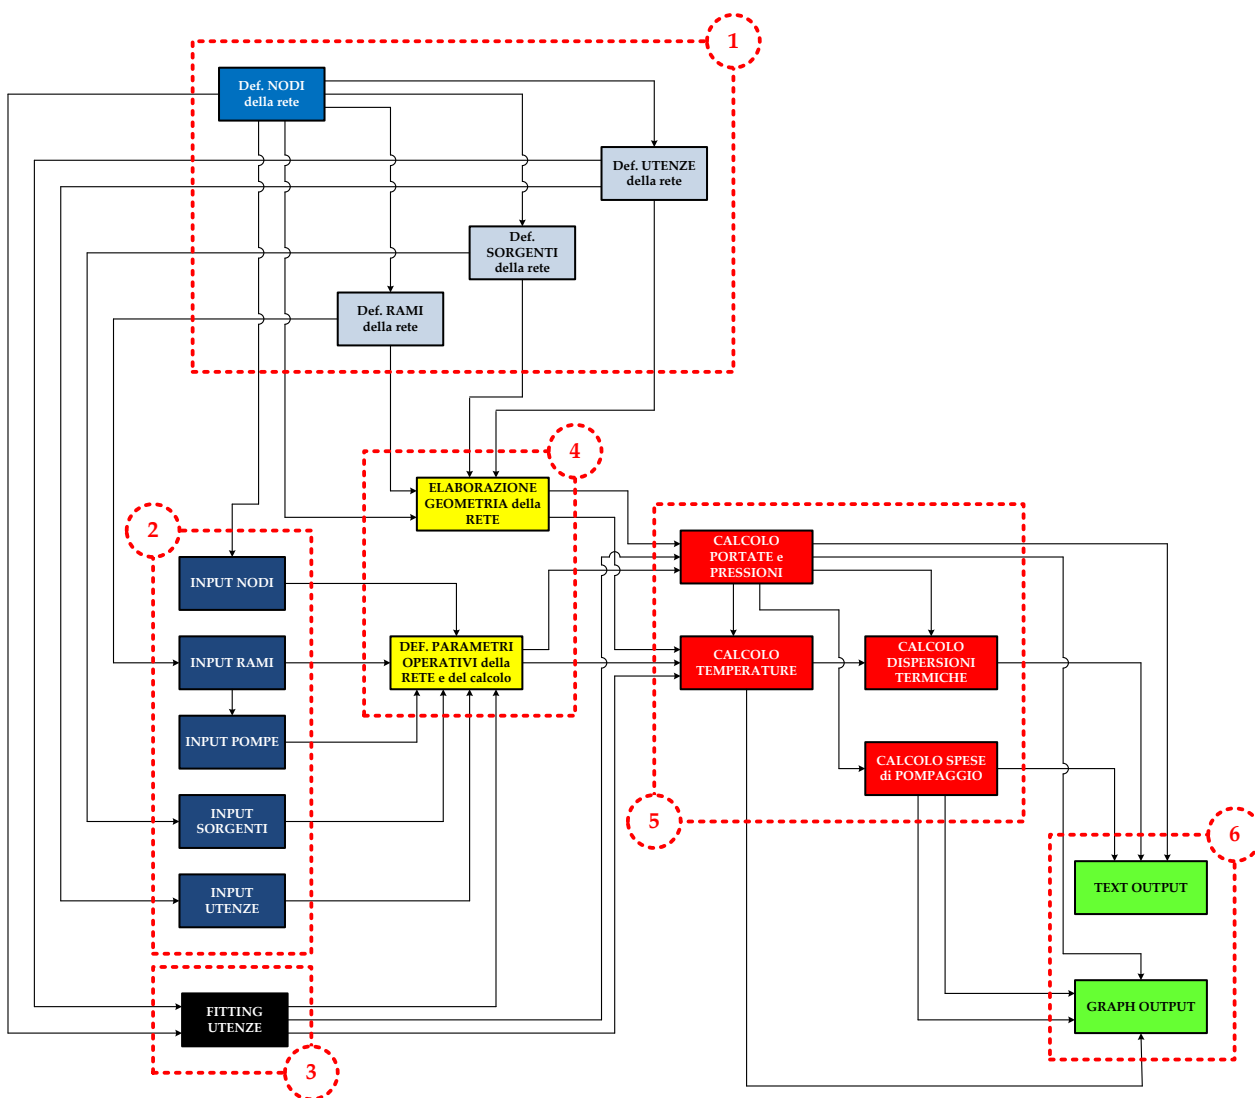 1
Def. NODI
della rete
Def. UTENZE
della rete
Def.
SORGENTI
della rete
Def. RAMI
della rete
4
ELABORAZIONE
GEOMETRIA della
RETE
2
INPUT NODI
CALCOLO
PORTATE e
PRESSIONI
INPUT RAMI
DEF. PARAMETRI
OPERATIVI della
RETE e del calcolo
CALCOLO
TEMPERATURE
CALCOLO
DISPERSIONI
TERMICHE
INPUT POMPE
CALCOLO SPESE
di POMPAGGIO
INPUT
SORGENTI
5
6
INPUT
UTENZE
TEXT OUTPUT
FITTING
UTENZE
GRAPH OUTPUT
3